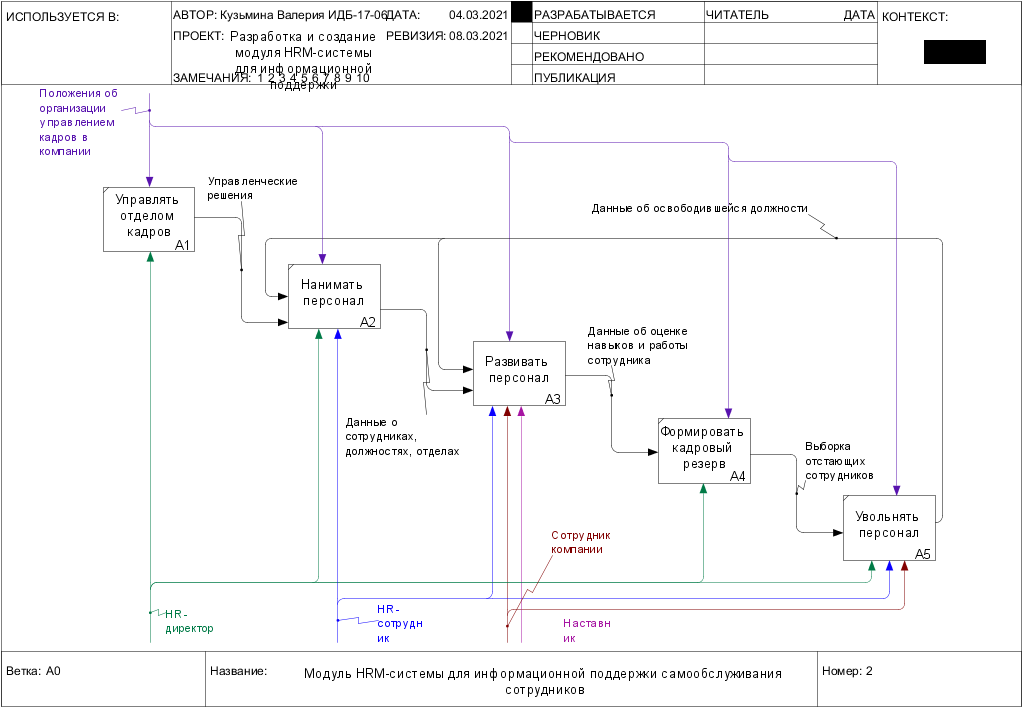 ИСПОЛЬЗУЕТСЯ В:
АВТОР: Кузьмина Валерия ИДБ-17-06
ДАТА: 04.03.2021
РАЗРАБАТЫВАЕТСЯ
ЧИТАТЕЛЬ
ДАТА
КОНТЕКСТ:
ПРОЕКТ: Разработка и создание
модуля HRM-системы
для информационной
поддержки
РЕВИЗИЯ: 08.03.2021
ЧЕРНОВИК
РЕКОМЕНДОВАНО
ЗАМЕЧАНИЯ: 1 2 3 4 5 6 7 8 9 10
ПУБЛИКАЦИЯ
Положения об
организации
управлением
кадров в
компании
Управленческие
решения
Управлять
отделом
кадров
A1
Данные об освободившейся должности
Нанимать
персонал
A2
Данные об оценке
навыков и работы
сотрудника
Развивать
персонал
A3
Данные о
сотрудниках,
должностях, отделах
Формировать
кадровый
резерв
A4
Выборка
отстающих
сотрудников
Увольнять
персонал
A5
Сотрудник
компании
HR-
директор
HR-
сотрудн
ик
Наставн
ик
Ветка: A0
Название:
Модуль HRM-системы для информационной поддержки самообслуживания
сотрудников
Номер: 2